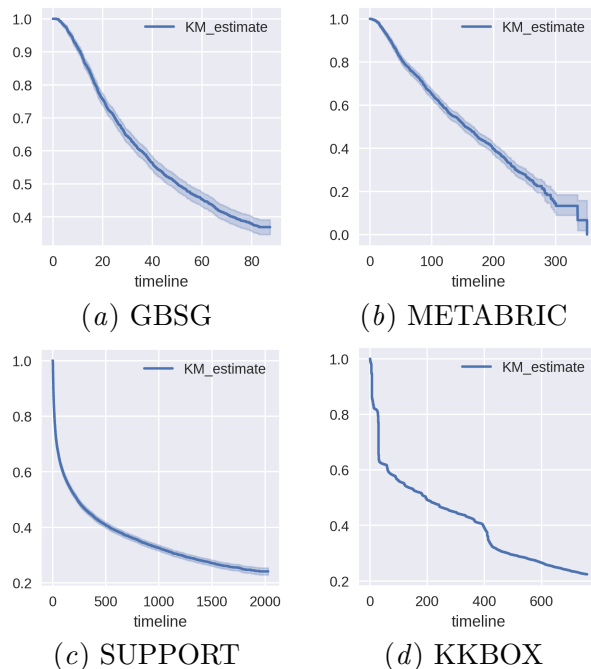 KM_estimate
1.0
0.9
0.8
0.7
0.6
0.5
0.4
0 20 40 60 80
timeline
(a) GBSG
KM_estimate
1.0
0.8
0.6
0.4
0.2
0.0
0 100 200 300
timeline
(b) METABRIC
KM_estimate
1.0
0.8
0.6
0.4
0.2
0 500 1000 1500 2000
timeline
(c) SUPPORT
KM_estimate
1.0
0.8
0.6
0.4
0.2
0 200 400 600
timeline
(d) KKBOX